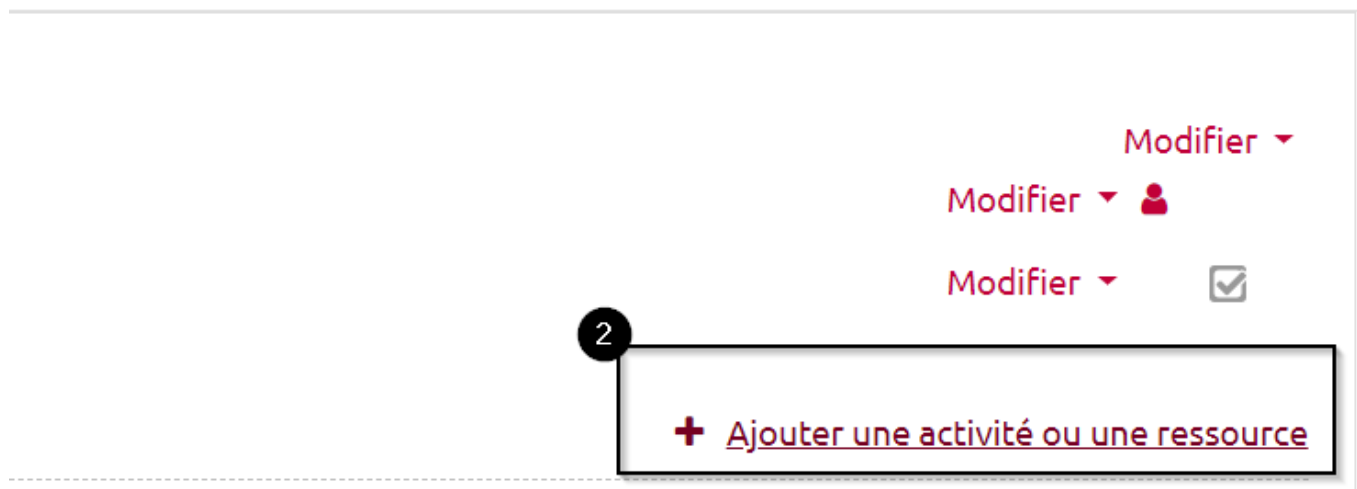 Modifier
Modifier
Modifier
2
Ajouter une activité ou une ressource